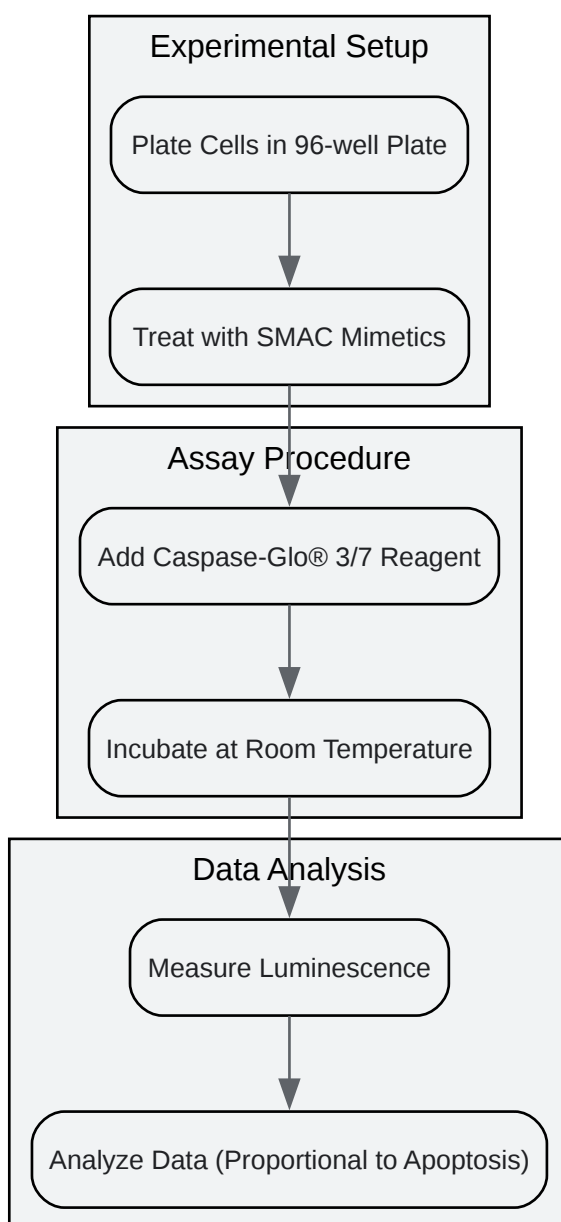 Experimental Setup
Plate Cells in 96-well Plate
Treat with SMAC Mimetics
Assay Procedure
Add Caspase-Glo® 3/7 Reagent
Incubate at Room Temperature
Data Analysis
Measure Luminescence
Analyze Data (Proportional to Apoptosis)